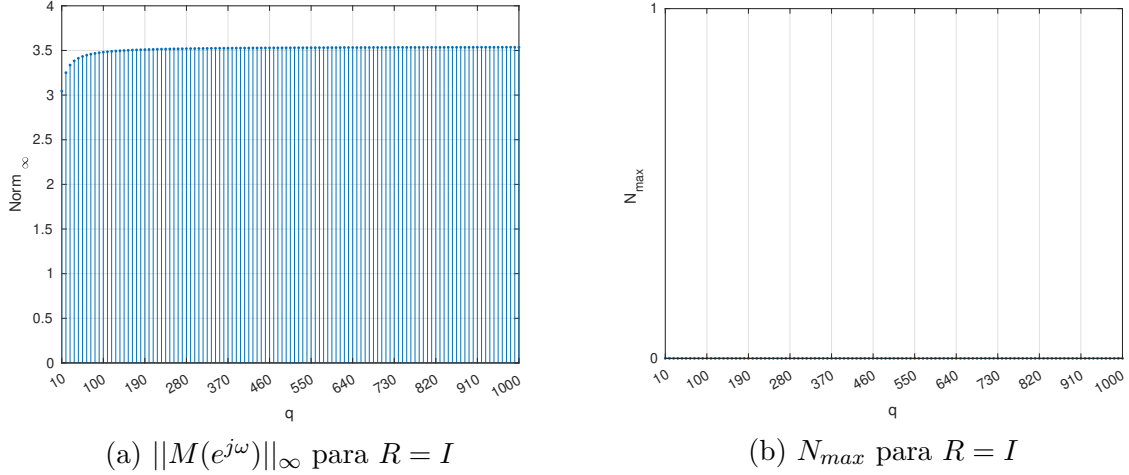 4
3.5
3
2.5
2
1.5
1
0.5
0
Norm ∞
10 100 190 280 370 460 550 640 730 820 910 1000
q
(a) ||M(e^{jω})||∞ para R = I
1
0
N_max
10 100 190 280 370 460 550 640 730 820 910 1000
q
(b) N_{max} para R = I